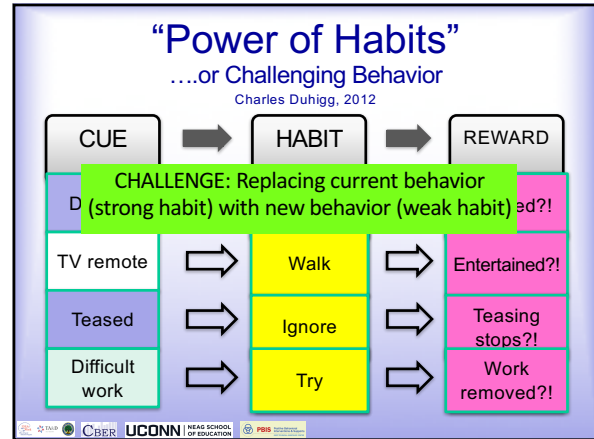 “Power of Habits”
….or Challenging Behavior
Charles Duhigg, 2012
CUE
HABIT
REWARD
CHALLENGE: Replacing current behavior
(strong habit) with new behavior (weak habit)
TV remote
Walk
Entertained?!
Teased
Ignore
Teasing
stops?!
Difficult
work
Try
Work
removed?!
CBER UCONN NEAG SCHOOL
OF EDUCATION
PBIS